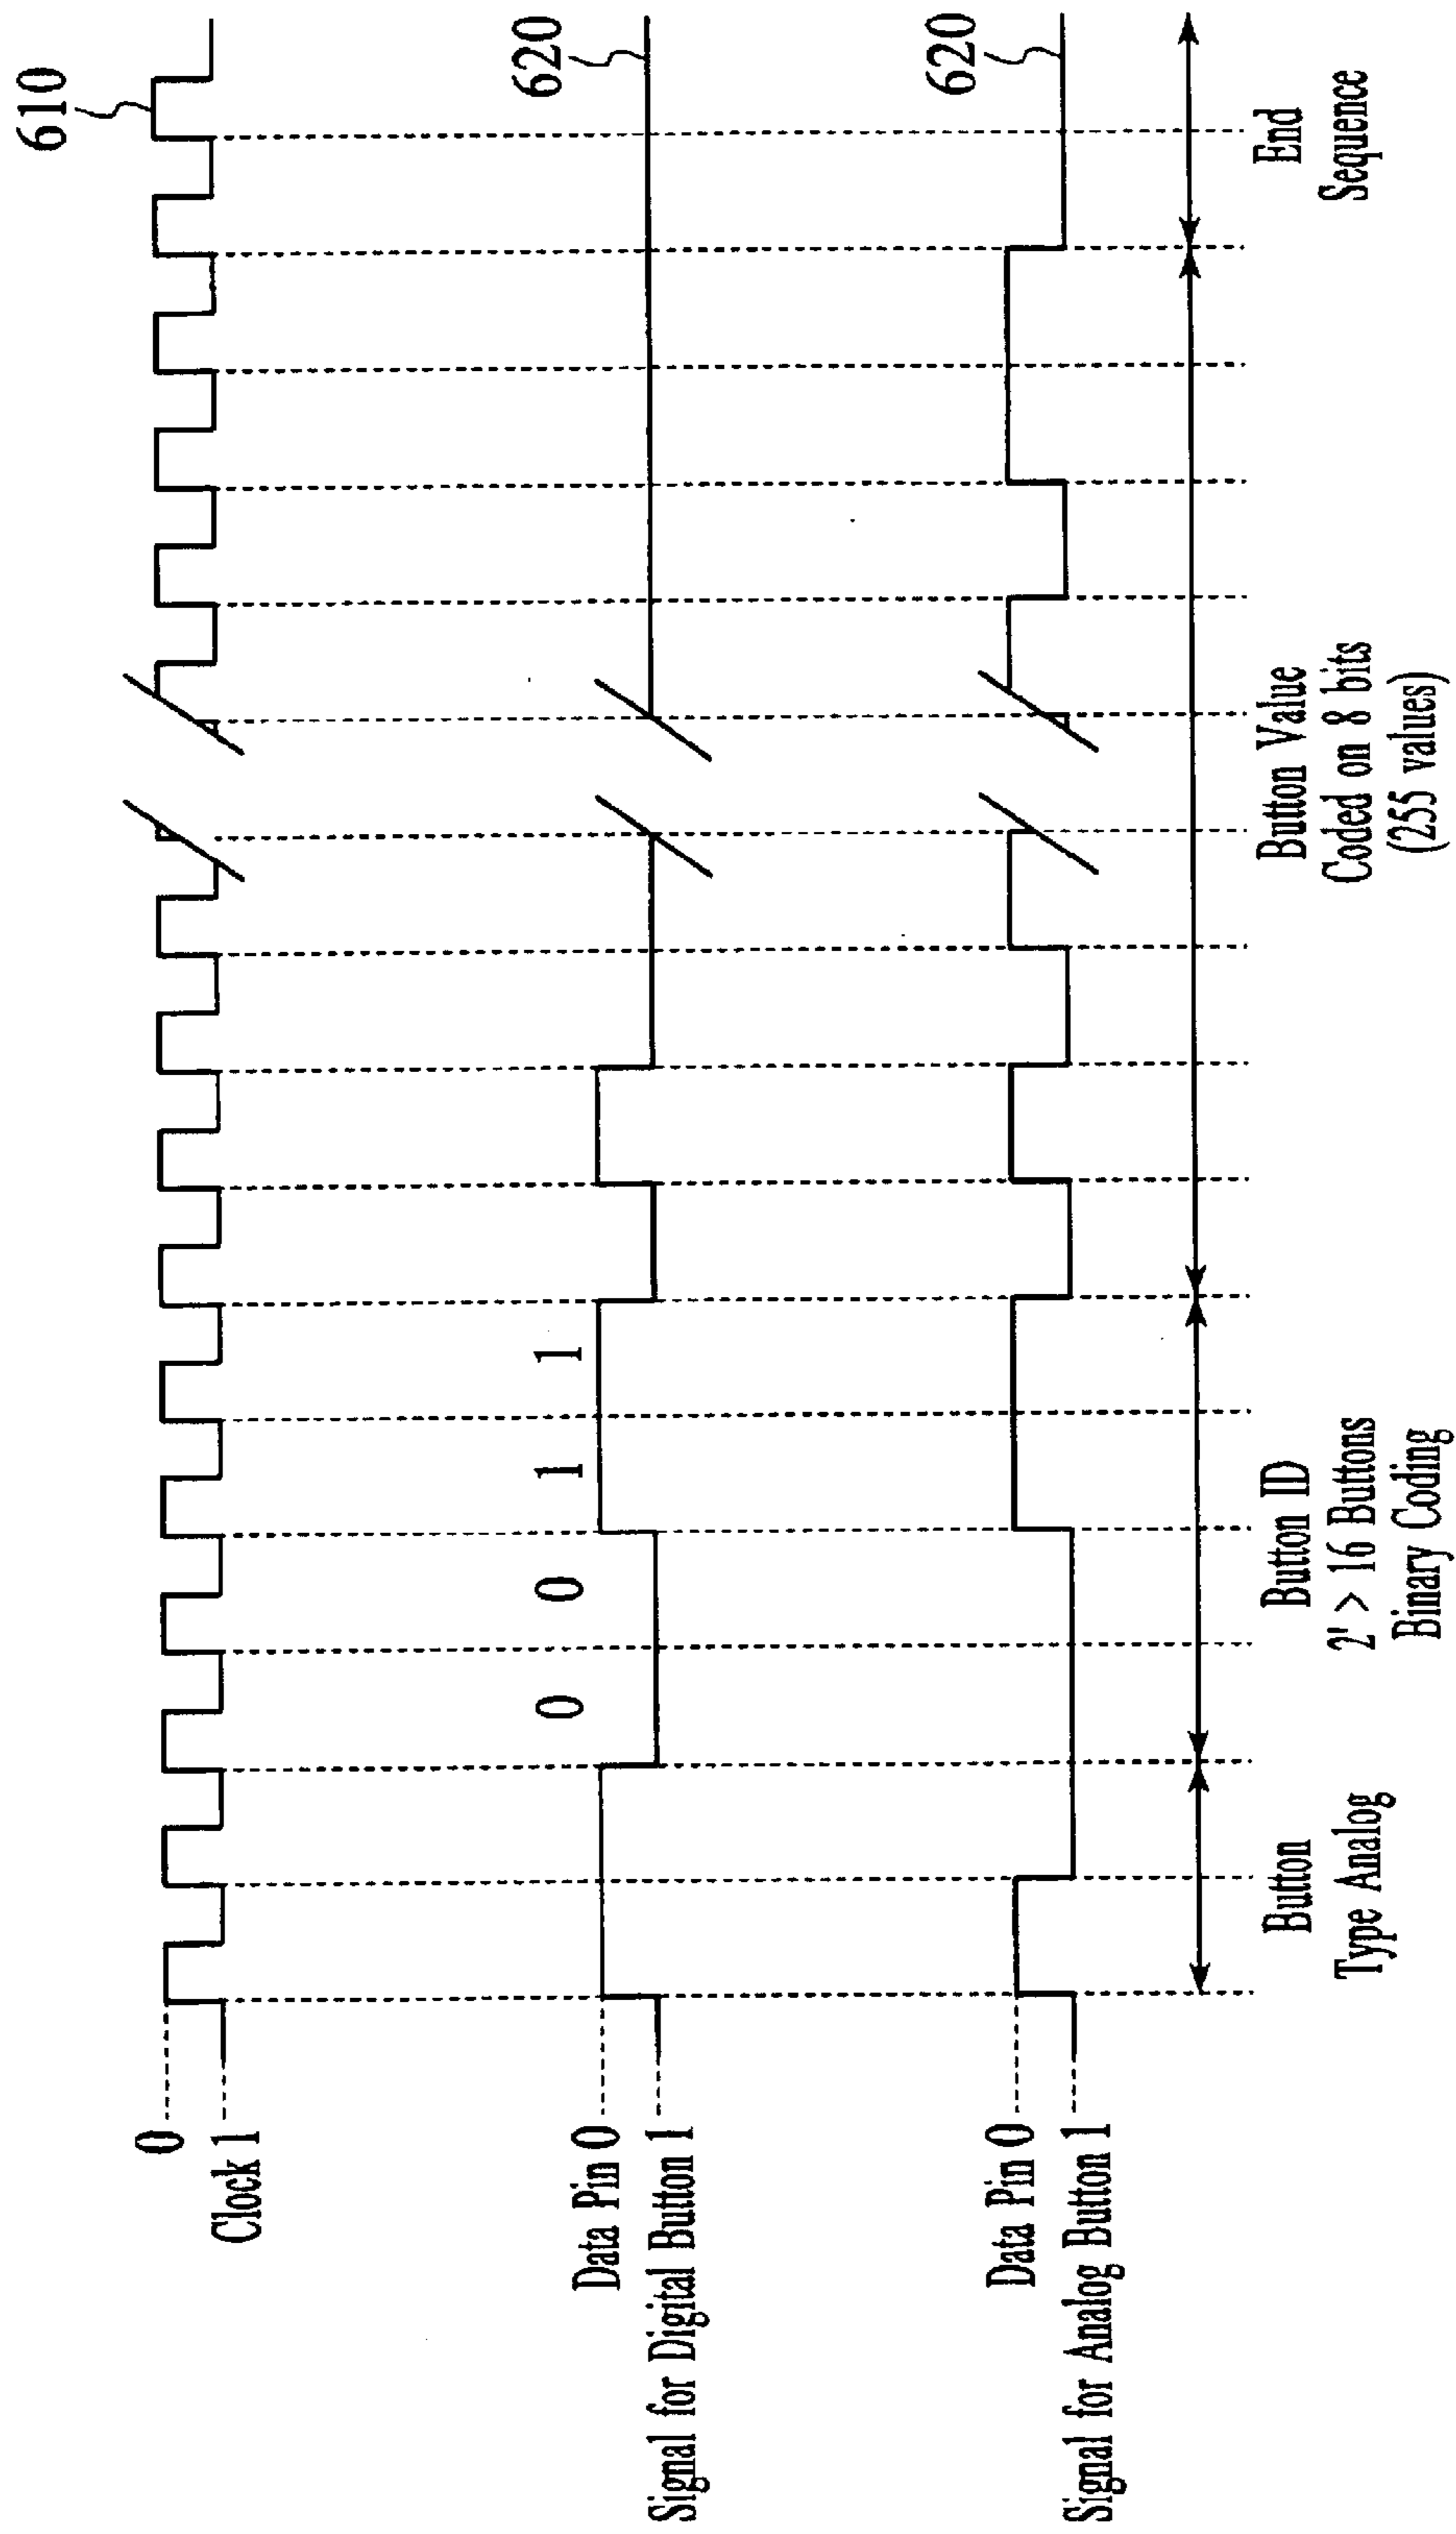 610
0
Clock 1
620
0 0 1 1
Data Pin 0
Signal for Digital Button 1
620
Data Pin 0
Signal for Analog Button 1
Button
Type Analog
Button ID
2' > 16 Buttons
Binary Coding
Button Value
Coded on 8 bits
(255 values)
End
Sequence